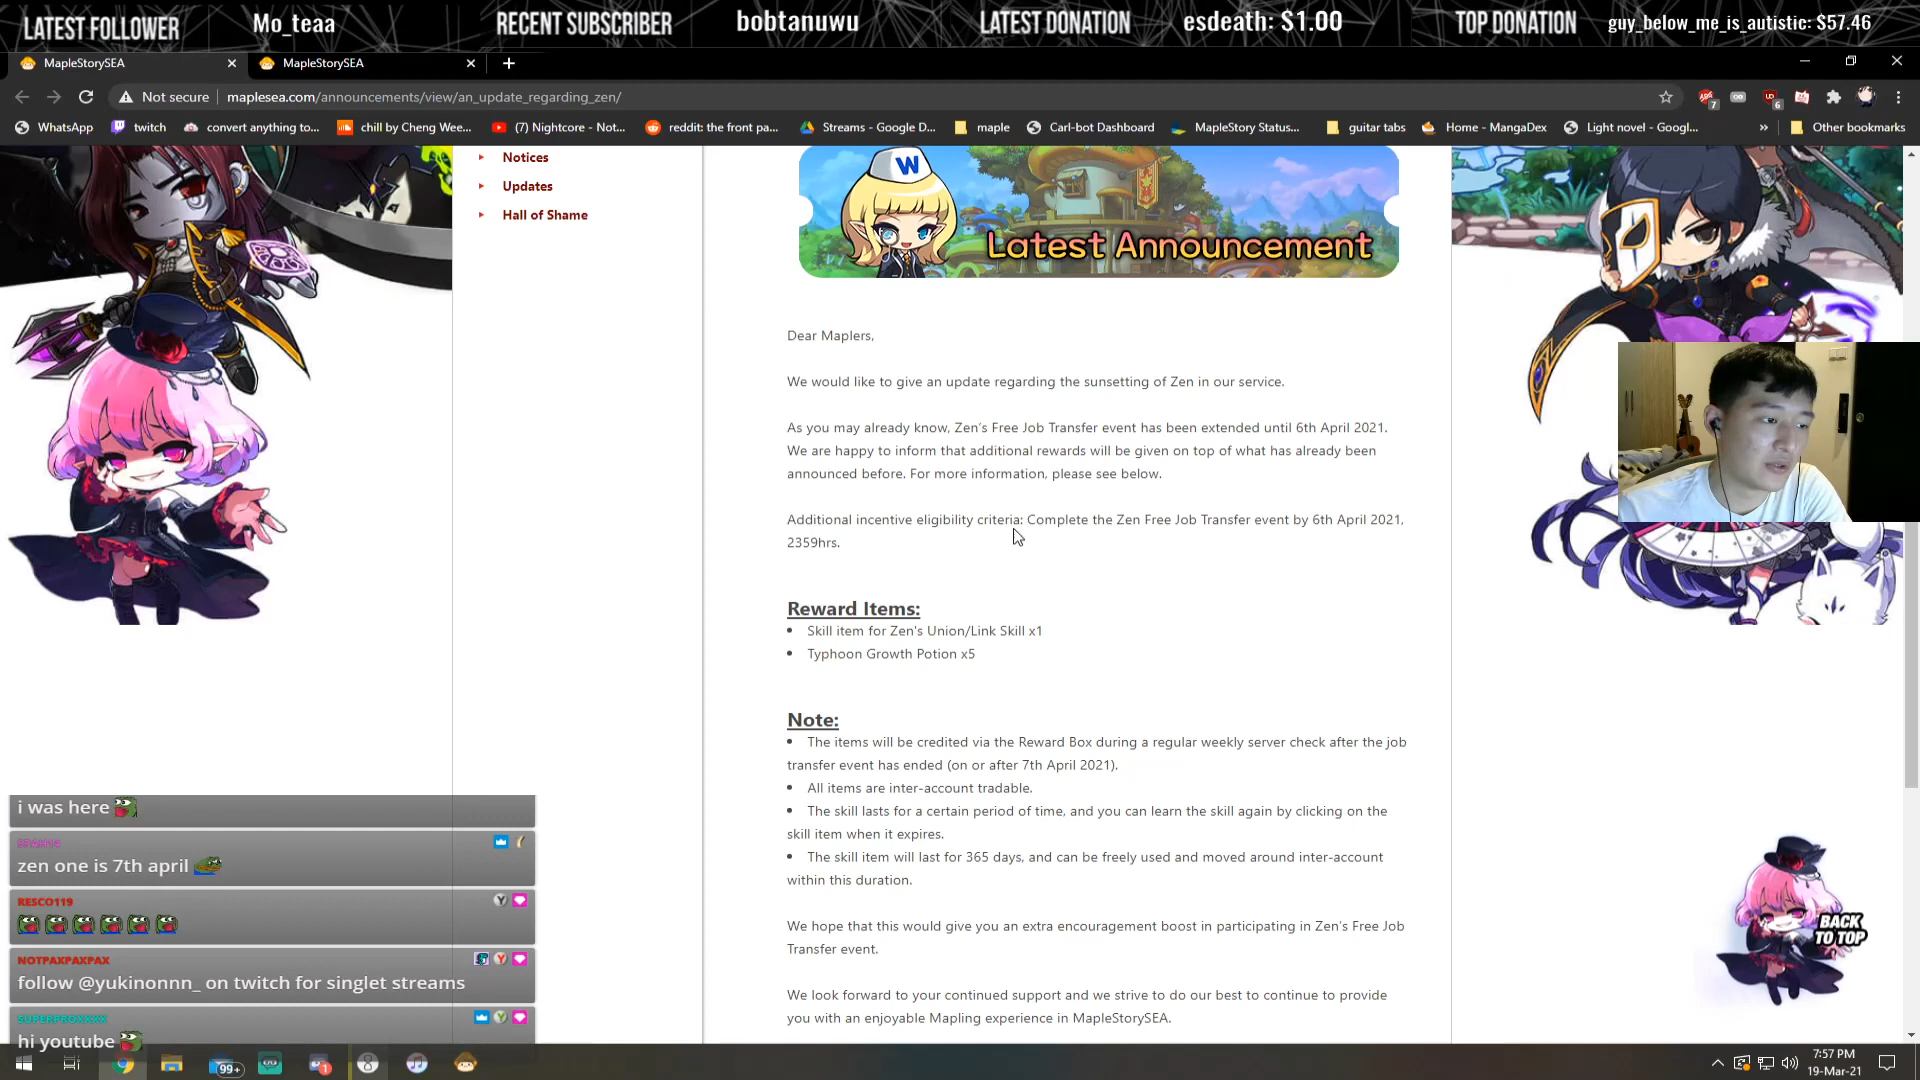 LATEST FOLLOWER Mo_teaa RECENT SUBSCRIBER bobtanuwu LATEST DONATION esdeath: $1.00 TOP DONATION guy_below_me_is_autistic: $57.46
MapleStorySEA
MapleStorySEA
Not secure maplesea.com/announcements/view/an_update_regarding_zen/
7
6
WhatsApp twitch convert anything to... chill by Cheng Wee... (7) Nightcore - Not... reddit: the front pa... Streams - Google D... maple Carl-bot Dashboard MapleStory Status... guitar tabs Home - MangaDex Light novel - Googl... » Other bookmarks
Notices
Updates
Hall of Shame
W
Latest Announcement
Dear Maplers,
We would like to give an update regarding the sunsetting of Zen in our service.
As you may already know, Zen's Free Job Transfer event has been extended until 6th April 2021.
We are happy to inform that additional rewards will be given on top of what has already been
announced before. For more information, please see below.
Additional incentive eligibility criteria: Complete the Zen Free Job Transfer event by 6th April 2021,
2359hrs.
Reward Items:
• Skill item for Zen's Union/Link Skill x1
• Typhoon Growth Potion x5
Note:
• The items will be credited via the Reward Box during a regular weekly server check after the job
transfer event has ended (on or after 7th April 2021).
• All items are inter-account tradable.
• The skill lasts for a certain period of time, and you can learn the skill again by clicking on the
skill item when it expires.
• The skill item will last for 365 days, and can be freely used and moved around inter-account
within this duration.
We hope that this would give you an extra encouragement boost in participating in Zen's Free Job
Transfer event.
We look forward to your continued support and we strive to do our best to continue to provide
you with an enjoyable Mapling experience in MapleStorySEA.
BACK
TO TOP
i was here
zen one is 7th april
RESCO119
NOTPAXPAXPAX
follow @yukinonnn_ on twitch for singlet streams
SUPERPROXXXX
hi youtube
99+
1
7:57 PM
19-Mar-21